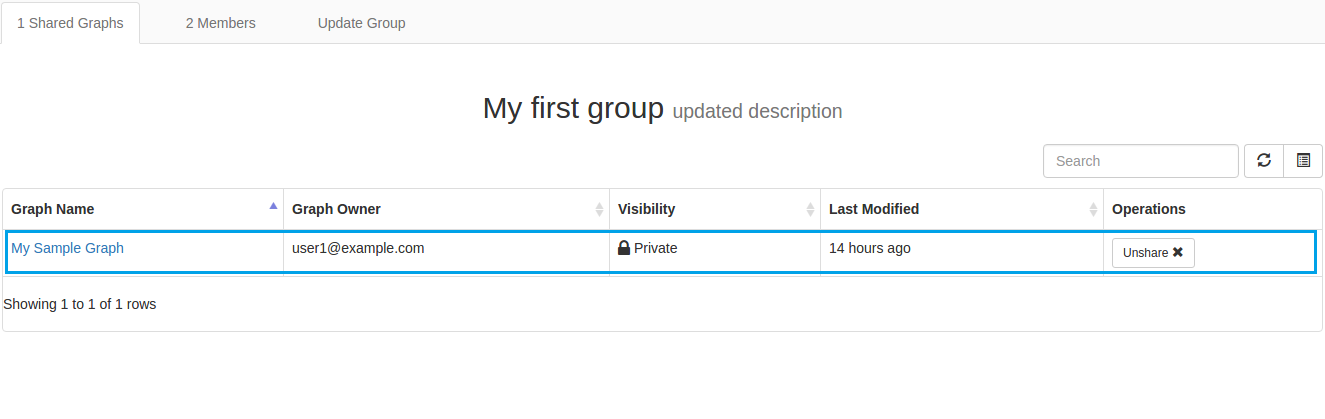 1 Shared Graphs 2 Members Update Group
My first group updated description
Search
Graph Name Graph Owner Visibility Last Modified Operations
My Sample Graph user1@example.com Private 14 hours ago Unshare
Showing 1 to 1 of 1 rows